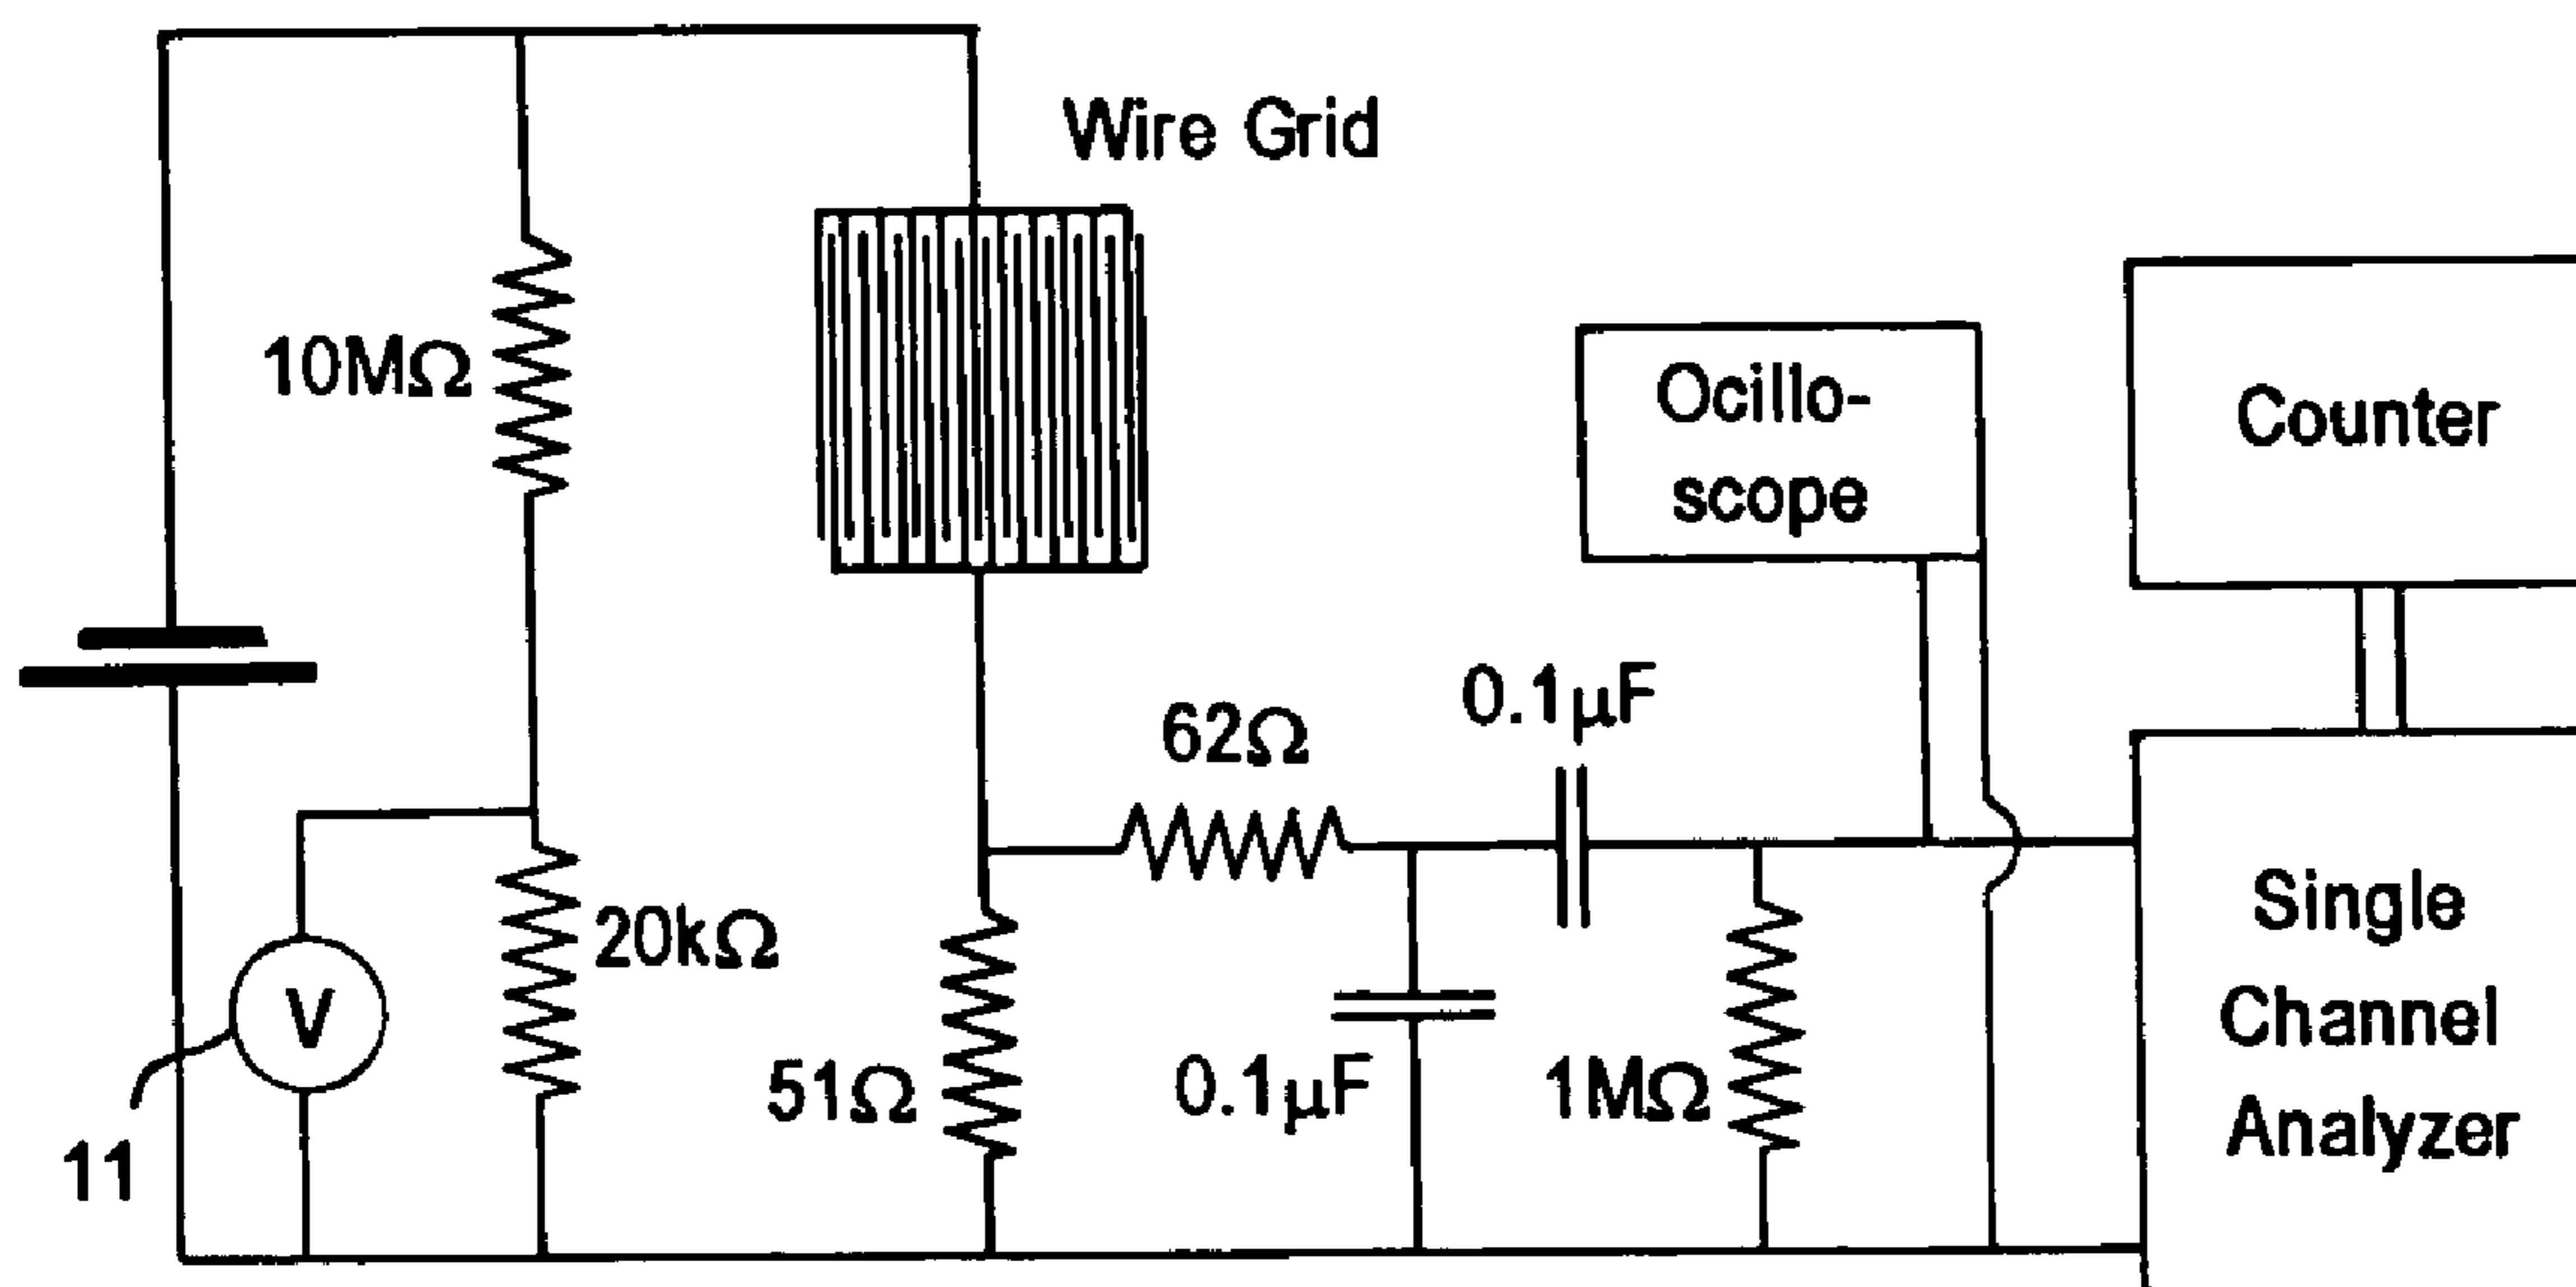 Wire Grid
10MΩ
Ocillo-
scope
Counter
62Ω
0.1μF
20kΩ
V
51Ω
0.1μF
1MΩ
Single
Channel
Analyzer
11